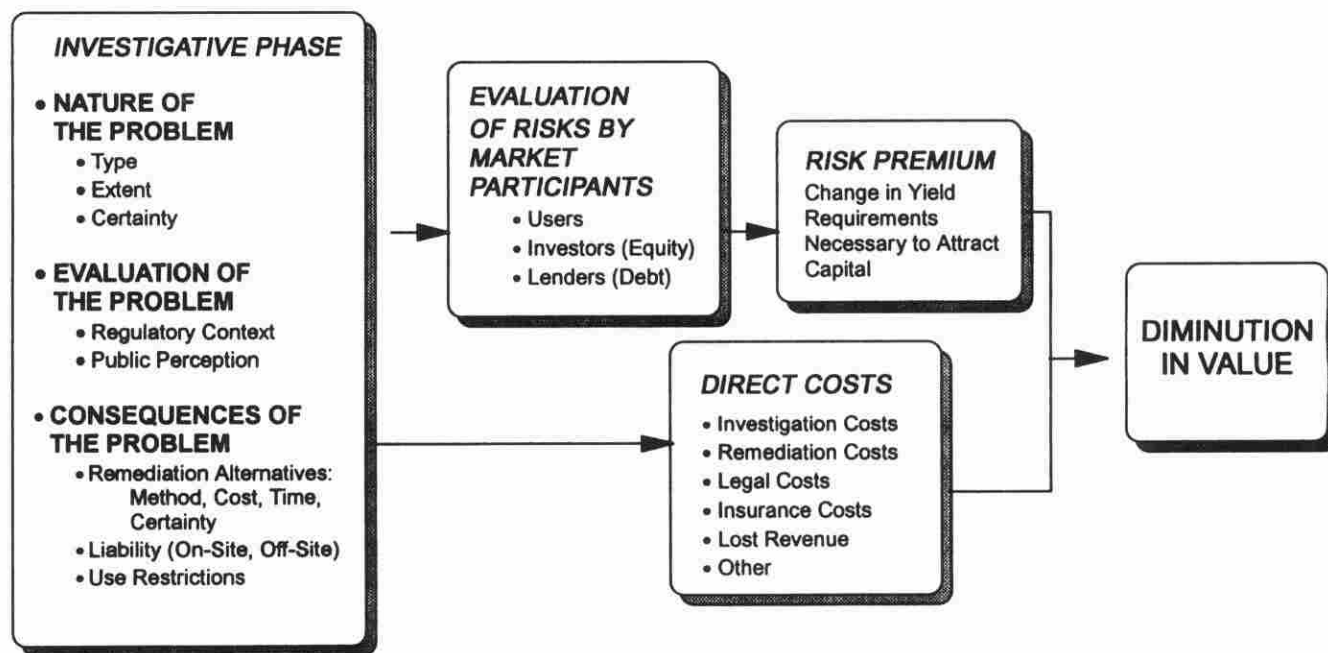 INVESTIGATIVE PHASE
• NATURE OF
THE PROBLEM
• Type
• Extent
• Certainty
• EVALUATION OF
THE PROBLEM
• Regulatory Context
• Public Perception
• CONSEQUENCES OF
THE PROBLEM
• Remediation Alternatives:
Method, Cost, Time,
Certainty
• Liability (On-Site, Off-Site)
• Use Restrictions
EVALUATION
OF RISKS BY
MARKET
PARTICIPANTS
• Users
• Investors (Equity)
• Lenders (Debt)
RISK PREMIUM
Change in Yield
Requirements
Necessary to Attract
Capital
DIRECT COSTS
• Investigation Costs
• Remediation Costs
• Legal Costs
• Insurance Costs
• Lost Revenue
• Other
DIMINUTION
IN VALUE